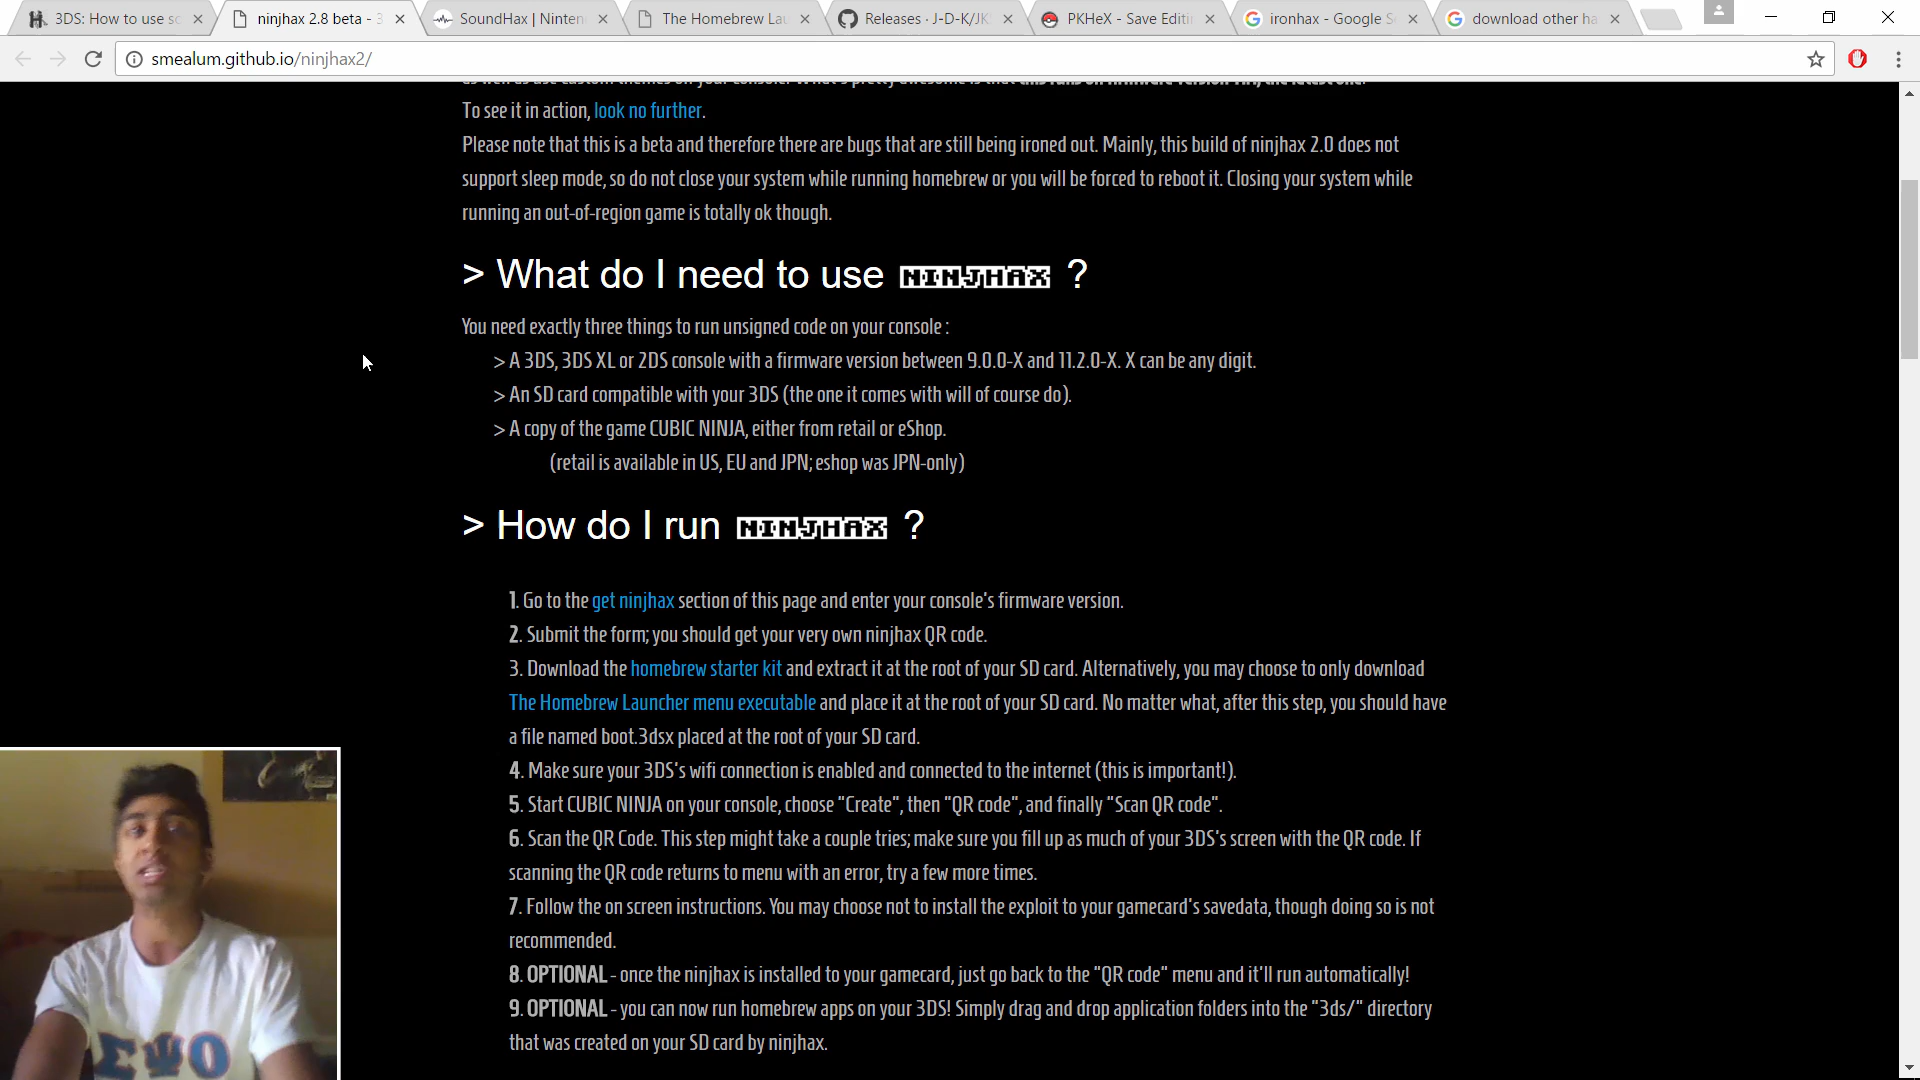 3DS: How to use so
ninjhax 2.8 beta - 3
SoundHax | Ninten
The Homebrew Lau
Releases · J-D-K/JK
PKHeX - Save Editi
ironhax - Google S
download other ha
smealum.github.io/ninjhax2/
To see it in action, look no further.
Please note that this is a beta and therefore there are bugs that are still being ironed out. Mainly, this build of ninjhax 2.0 does not
support sleep mode, so do not close your system while running homebrew or you will be forced to reboot it. Closing your system while
running an out-of-region game is totally ok though.
> What do I need to use NINJHAX ?
You need exactly three things to run unsigned code on your console :
> A 3DS, 3DS XL or 2DS console with a firmware version between 9.0.0-X and 11.2.0-X. X can be any digit.
> An SD card compatible with your 3DS (the one it comes with will of course do).
> A copy of the game CUBIC NINJA, either from retail or eShop.
(retail is available in US, EU and JPN; eshop was JPN-only)
> How do I run NINJHAX ?
1. Go to the get ninjhax section of this page and enter your console's firmware version.
2. Submit the form; you should get your very own ninjhax QR code.
3. Download the homebrew starter kit and extract it at the root of your SD card. Alternatively, you may choose to only download
The Homebrew Launcher menu executable and place it at the root of your SD card. No matter what, after this step, you should have
a file named boot.3dsx placed at the root of your SD card.
4. Make sure your 3DS's wifi connection is enabled and connected to the internet (this is important!).
5. Start CUBIC NINJA on your console, choose "Create", then "QR code", and finally "Scan QR code".
6. Scan the QR Code. This step might take a couple tries; make sure you fill up as much of your 3DS's screen with the QR code. If
scanning the QR code returns to menu with an error, try a few more times.
7. Follow the on screen instructions. You may choose not to install the exploit to your gamecard's savedata, though doing so is not
recommended.
8. OPTIONAL - once the ninjhax is installed to your gamecard, just go back to the "QR code" menu and it'll run automatically!
9. OPTIONAL - you can now run homebrew apps on your 3DS! Simply drag and drop application folders into the "3ds/" directory
that was created on your SD card by ninjhax.
ΣΨΟ